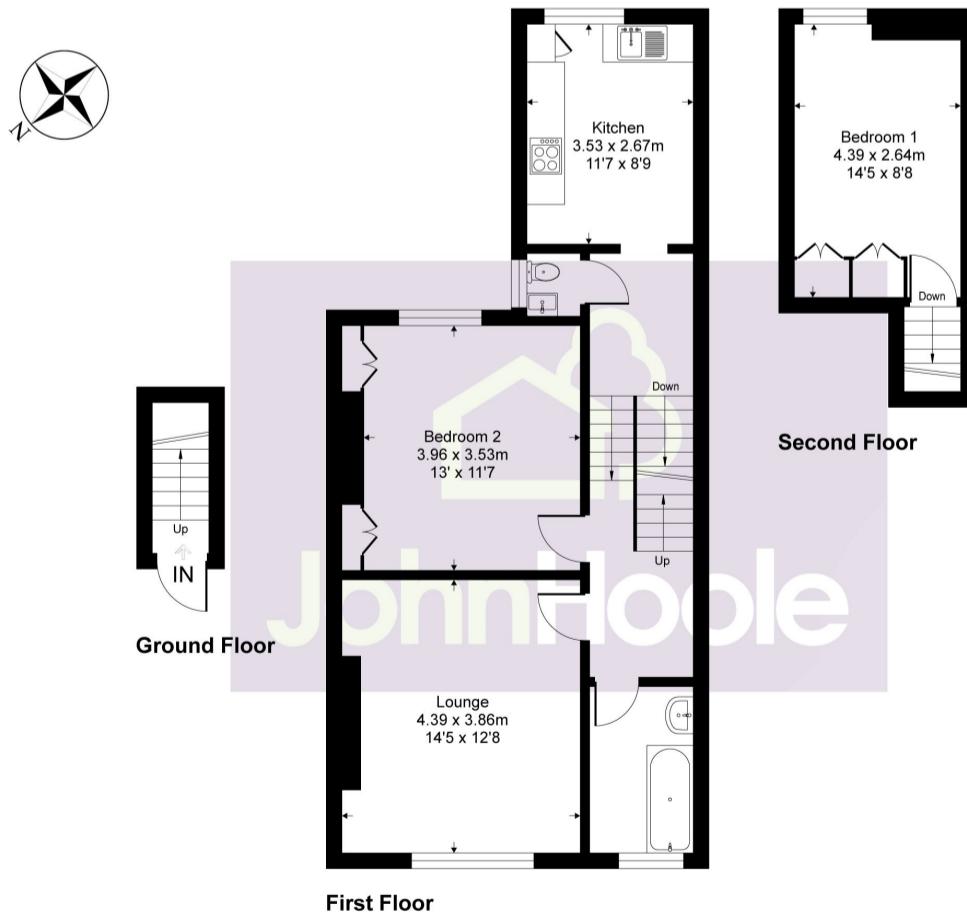 N
Kitchen
3.53 x 2.67m
11'7 x 8'9
Bedroom 1
4.39 x 2.64m
14'5 x 8'8
Down
Second Floor
Down
Bedroom 2
3.96 x 3.53m
13' x 11'7
Up
Up
IN
Ground Floor
JohnHoole
Lounge
4.39 x 3.86m
14'5 x 12'8
First Floor